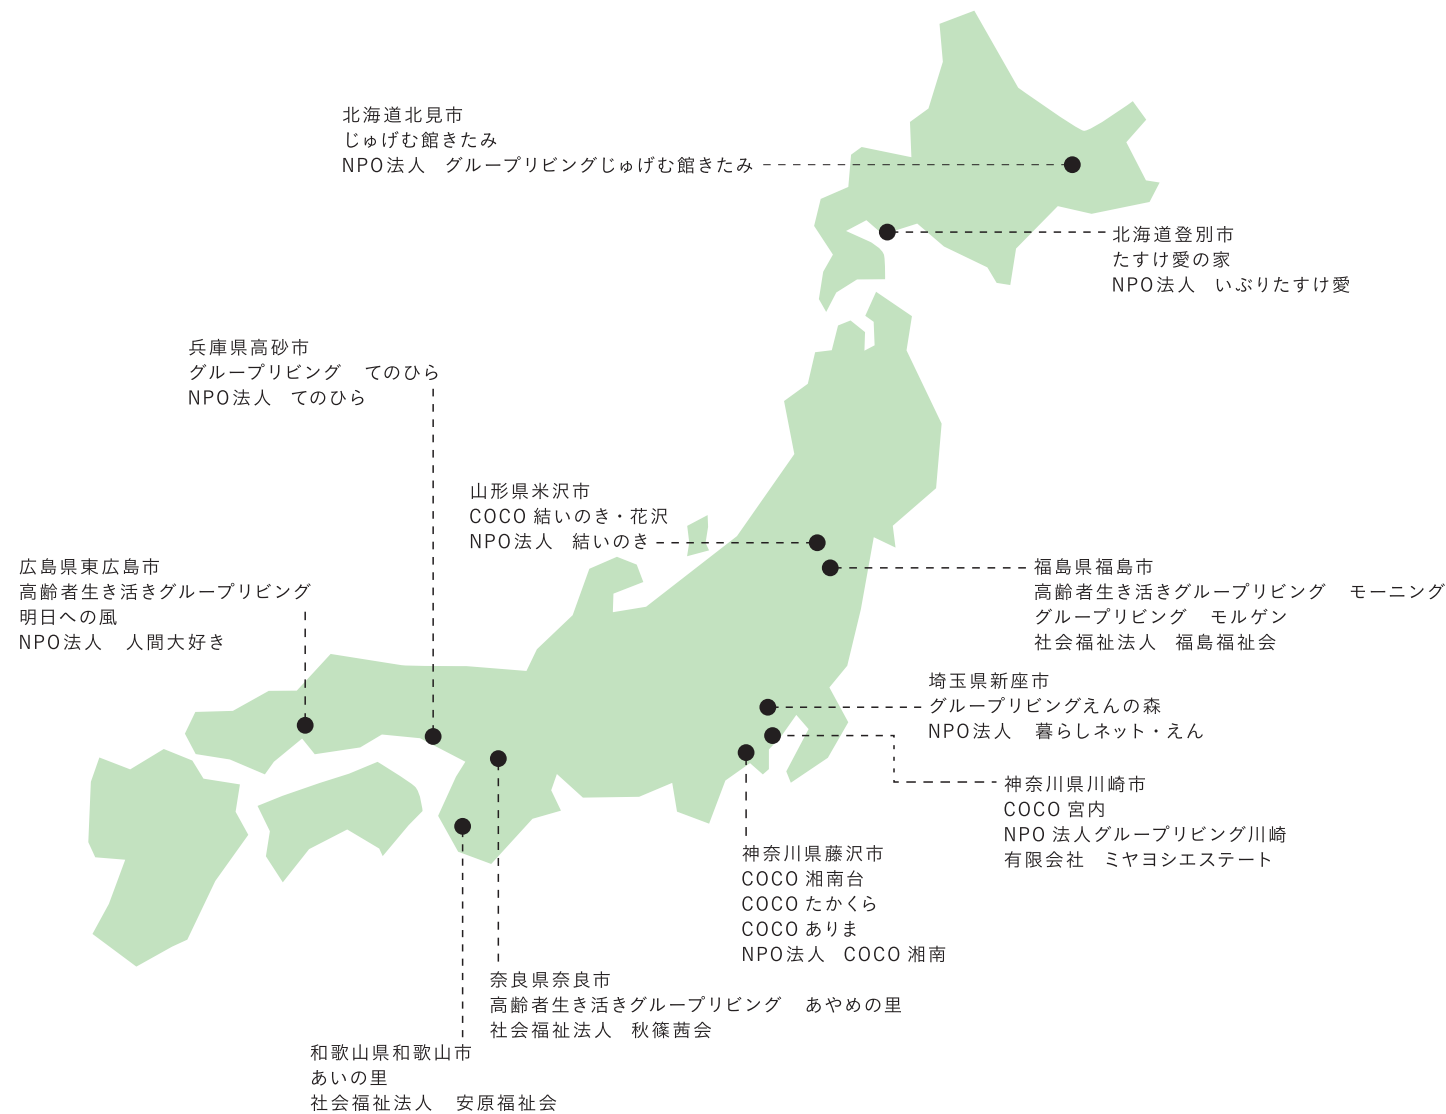 北海道北見市
じゅげむ館きたみ
NPO法人　グループリビングじゅげむ館きたみ
北海道登別市
たすけ愛の家
NPO法人　いぶりたすけ愛
兵庫県高砂市
グループリビング　てのひら
NPO法人　てのひら
山形県米沢市
COCO 結いのき・花沢
NPO法人　結いのき
広島県東広島市
高齢者生き活きグループリビング
明日への風
NPO法人　人間大好き
福島県福島市
高齢者生き活きグループリビング　モーニング
グループリビング　モルゲン
社会福祉法人　福島福祉会
埼玉県新座市
グループリビングえんの森
NPO法人　暮らしネット・えん
神奈川県川崎市
COCO 宮内
NPO 法人グループリビング川崎
有限会社　ミヤヨシエステート
神奈川県藤沢市
COCO 湘南台
COCO たかくら
COCO ありま
NPO法人　COCO 湘南
奈良県奈良市
高齢者生き活きグループリビング　あやめの里
社会福祉法人　秋篠茜会
和歌山県和歌山市
あいの里
社会福祉法人　安原福祉会